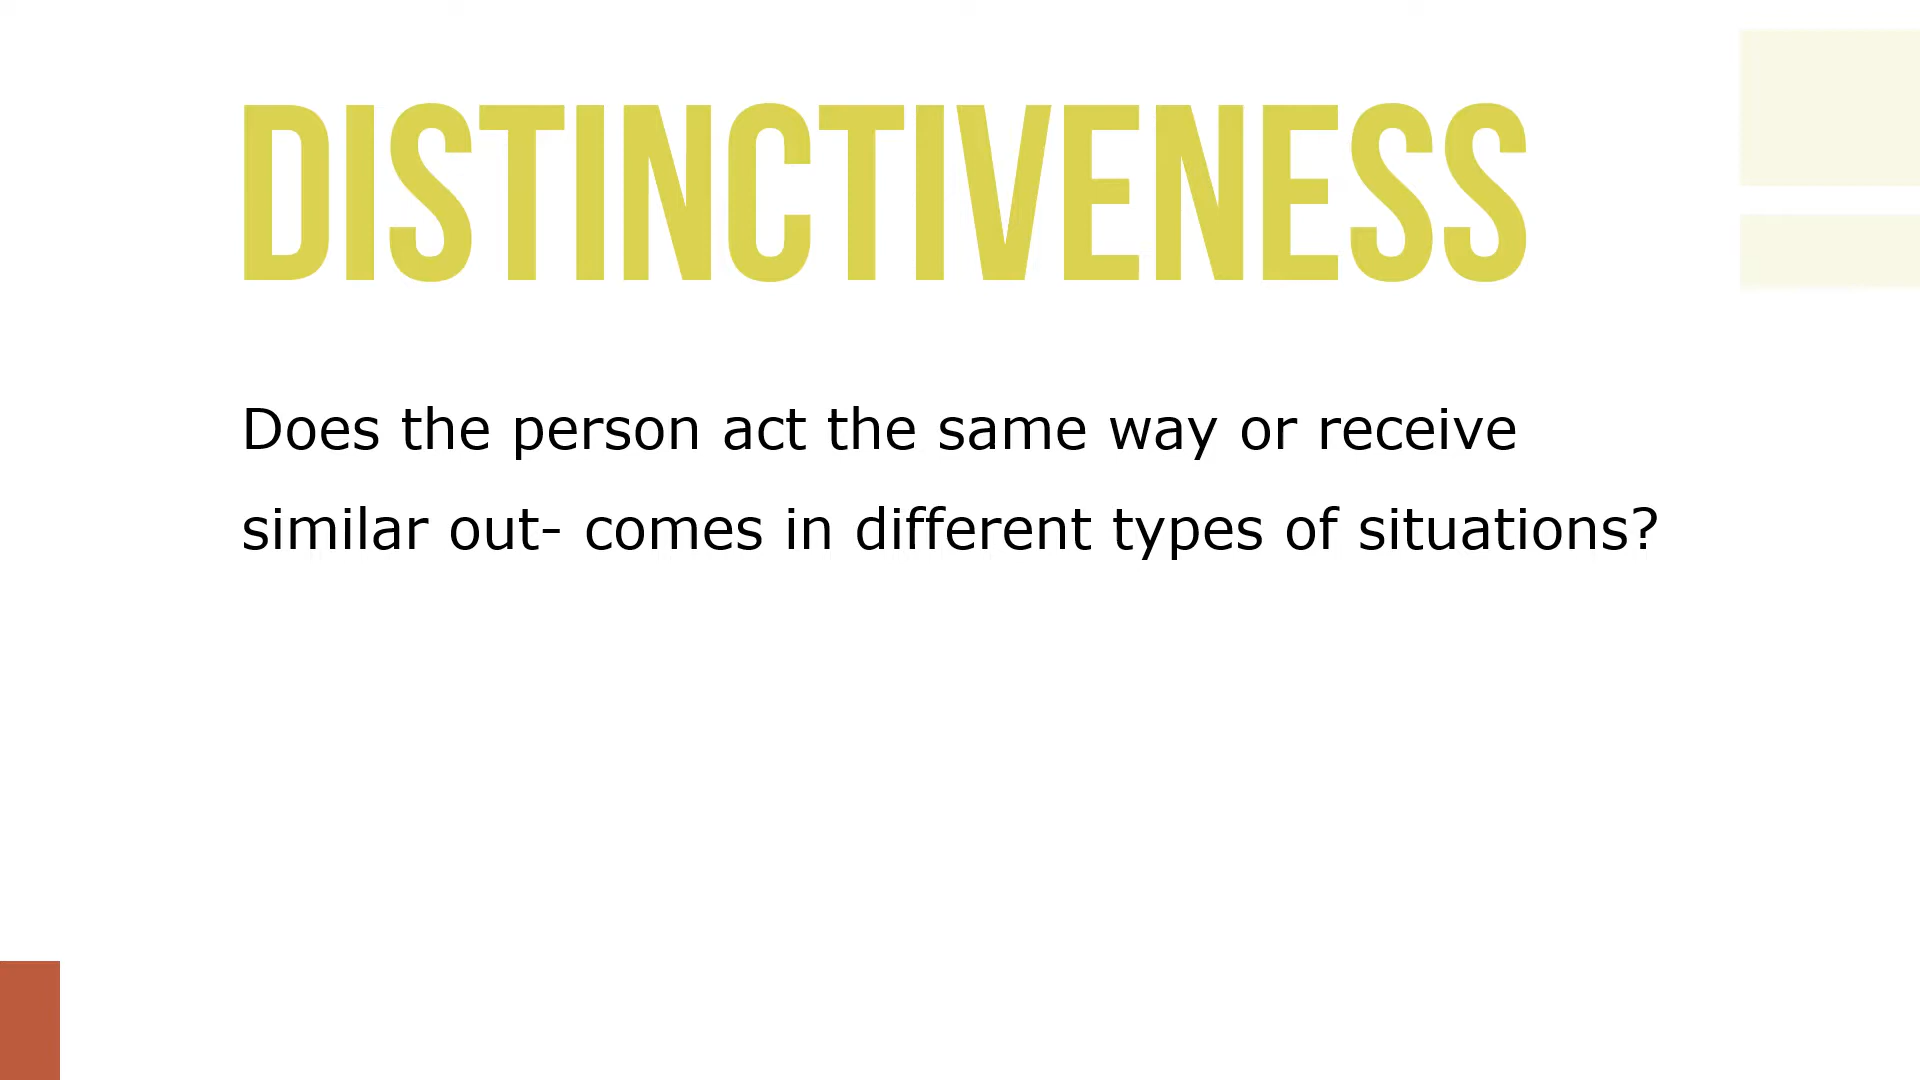 DISTINCTIVENESS
Does the person act the same way or receive
similar out- comes in different types of situations?